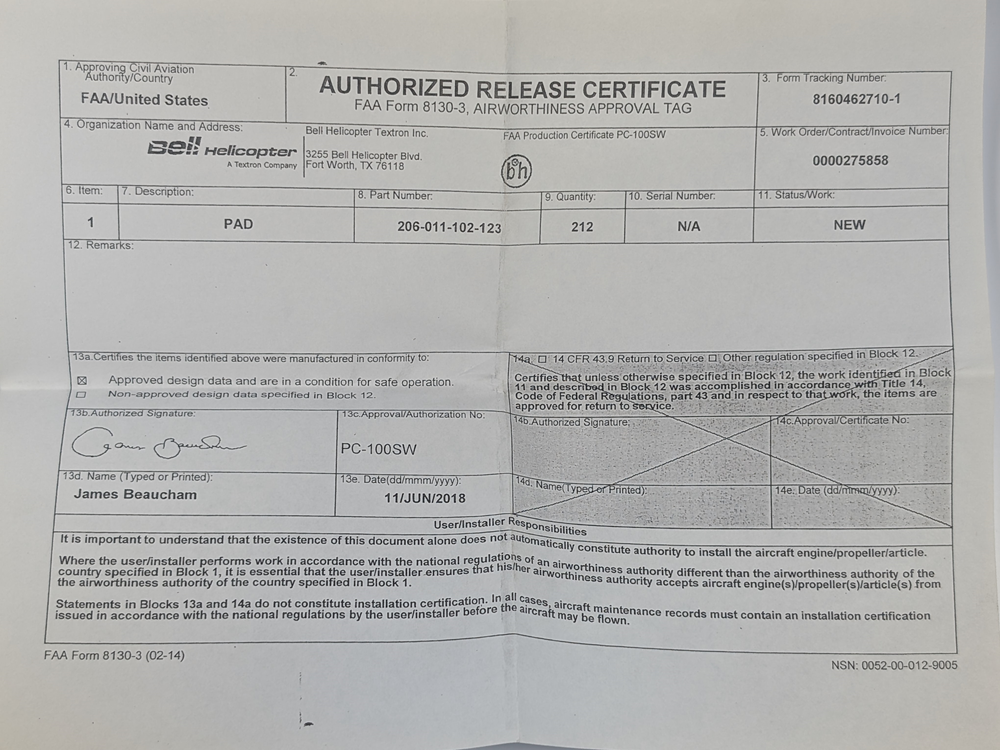 1. Approving Civil Aviation
Authority/Country
FAA/United States
2.
AUTHORIZED RELEASE CERTIFICATE
FAA Form 8130-3, AIRWORTHINESS APPROVAL TAG
3. Form Tracking Number:
8160462710-1
4. Organization Name and Address:
Bell Helicopter
A Textron Company
Bell Helicopter Textron Inc.
3255 Bell Helicopter Blvd.
Fort Worth, TX 76118
FAA Production Certificate PC-100SW
bh
5. Work Order/Contract/Invoice Number:
0000275858
6. Item:
1
7. Description:
PAD
8. Part Number:
206-011-102-123
9. Quantity:
212
10. Serial Number:
N/A
11. Status/Work:
NEW
12. Remarks:
13a.Certifies the items identified above were manufactured in conformity to:
☒ Approved design data and are in a condition for safe operation.
☐ Non-approved design data specified in Block 12.
14a. ☐ 14 CFR 43.9 Return to Service ☐ Other regulation specified in Block 12.
Certifies that unless otherwise specified in Block 12, the work identified in Block
11 and described in Block 12 was accomplished in accordance with Title 14,
Code of Federal Regulations, part 43 and in respect to that work, the items are
approved for return to service.
13b.Authorized Signature:
James Beaucham
13c.Approval/Authorization No:
PC-100SW
14b.Authorized Signature:
14c.Approval/Certificate No:
13d. Name (Typed or Printed):
James Beaucham
13e. Date(dd/mmm/yyyy):
11/JUN/2018
14d. Name(Typed or Printed):
14e. Date (dd/mmm/yyyy):
User/Installer Responsibilities
It is important to understand that the existence of this document alone does not automatically constitute authority to install the aircraft engine/propeller/article.
Where the user/installer performs work in accordance with the national regulations of an airworthiness authority different than the airworthiness authority of the
country specified in Block 1, it is essential that the user/installer ensures that his/her airworthiness authority accepts aircraft engine(s)/propeller(s)/article(s) from
the airworthiness authority of the country specified in Block 1.
Statements in Blocks 13a and 14a do not constitute installation certification. In all cases, aircraft maintenance records must contain an installation certification
issued in accordance with the national regulations by the user/installer before the aircraft may be flown.
FAA Form 8130-3 (02-14)
NSN: 0052-00-012-9005